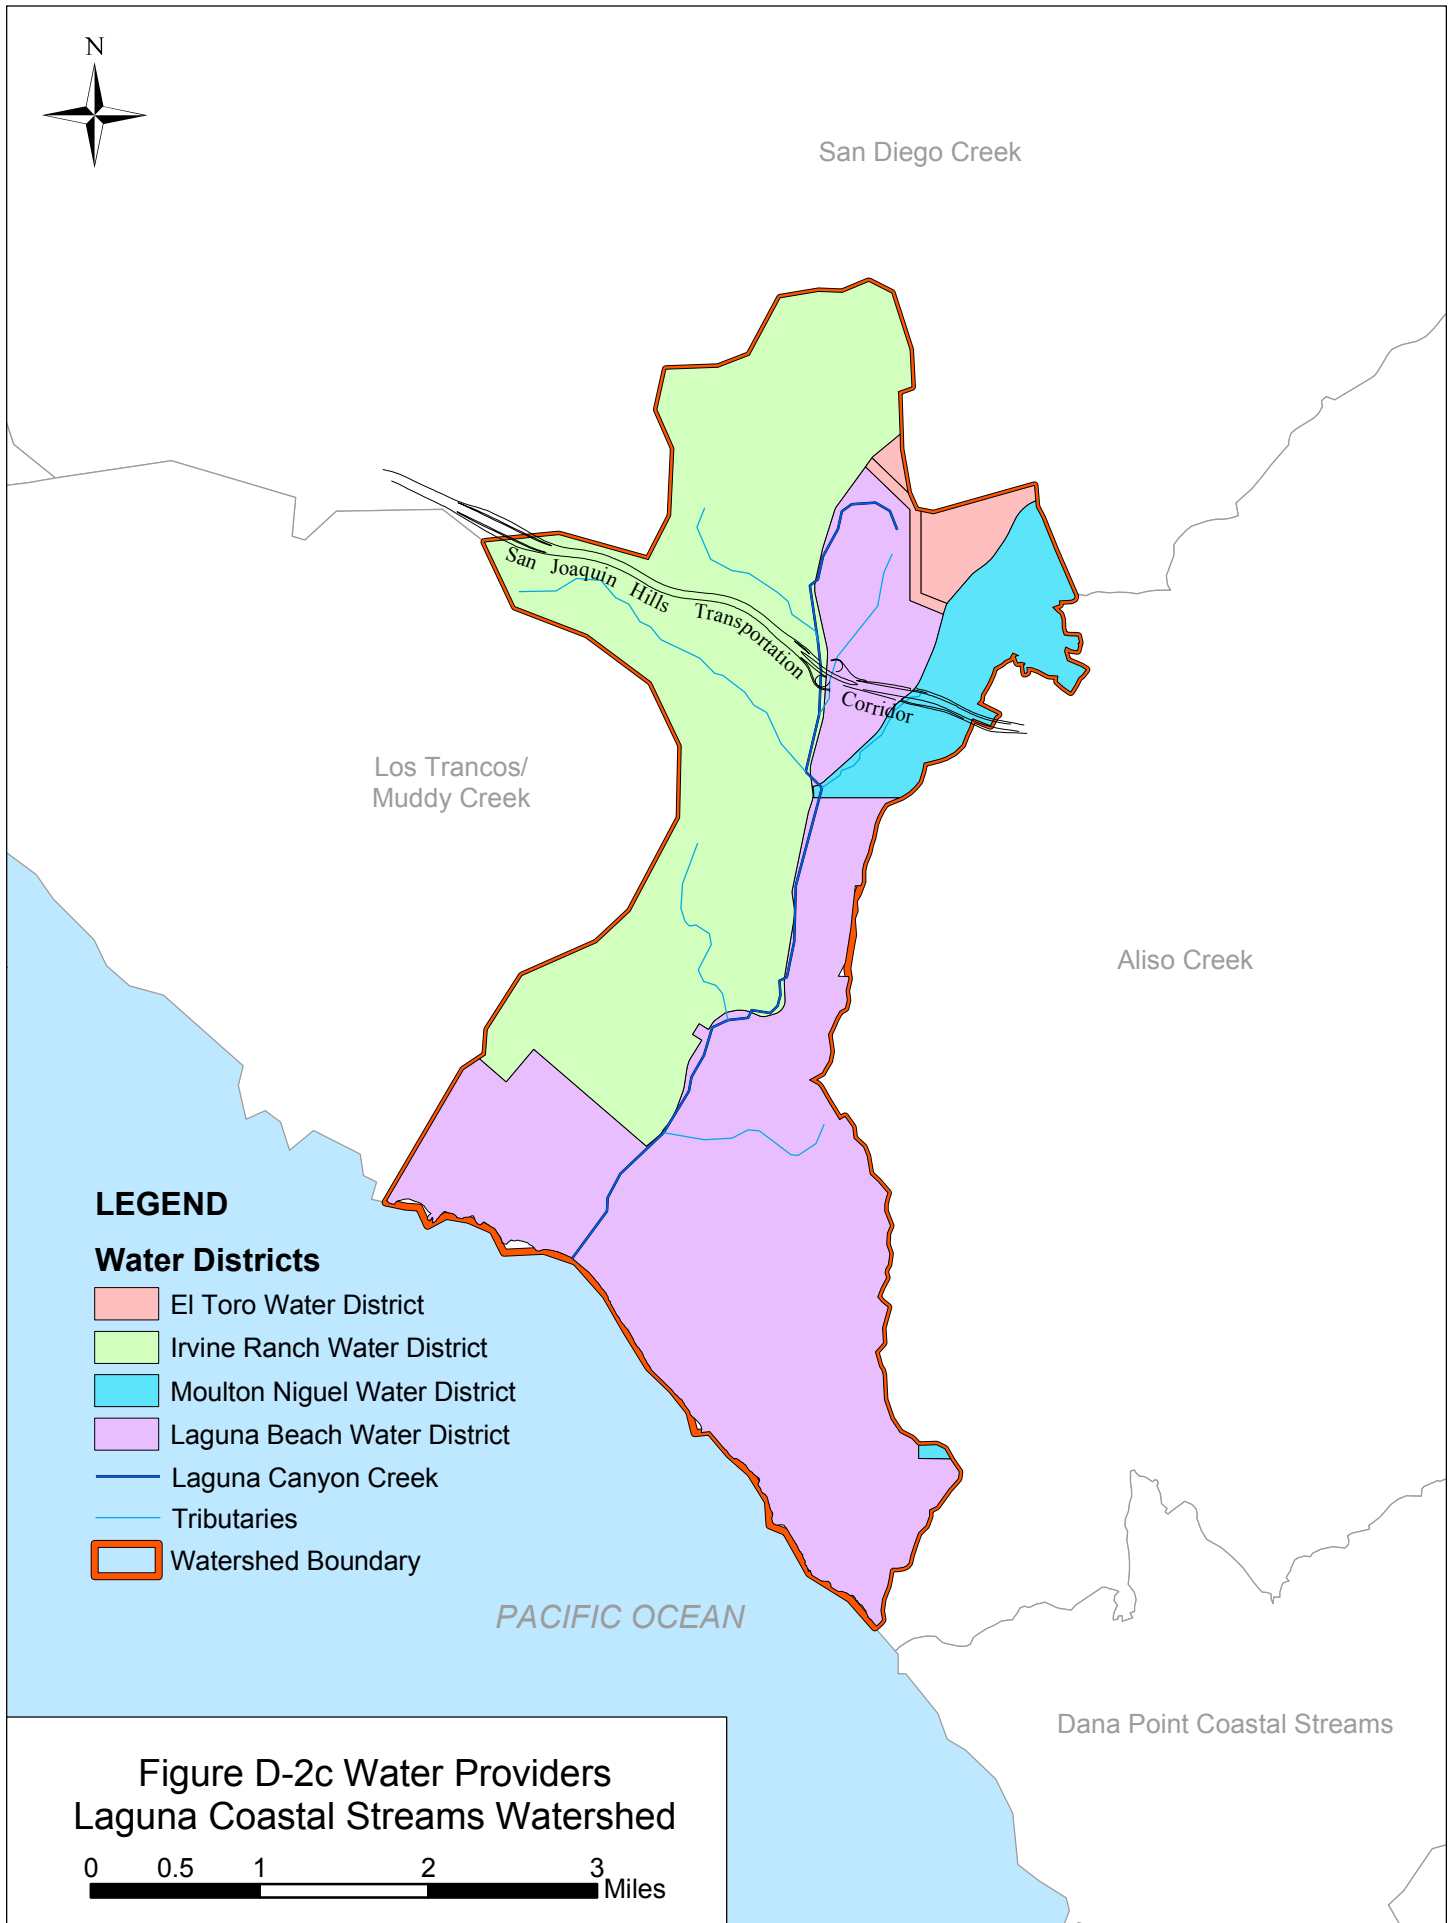 N
San Diego Creek
San Joaquin Hills Transportation Corridor
Los Trancos/
Muddy Creek
Aliso Creek
LEGEND
Water Districts
El Toro Water District
Irvine Ranch Water District
Moulton Niguel Water District
Laguna Beach Water District
Laguna Canyon Creek
Tributaries
Watershed Boundary
PACIFIC OCEAN
Dana Point Coastal Streams
Figure D-2c Water Providers
Laguna Coastal Streams Watershed
0 0.5 1 2 3
Miles